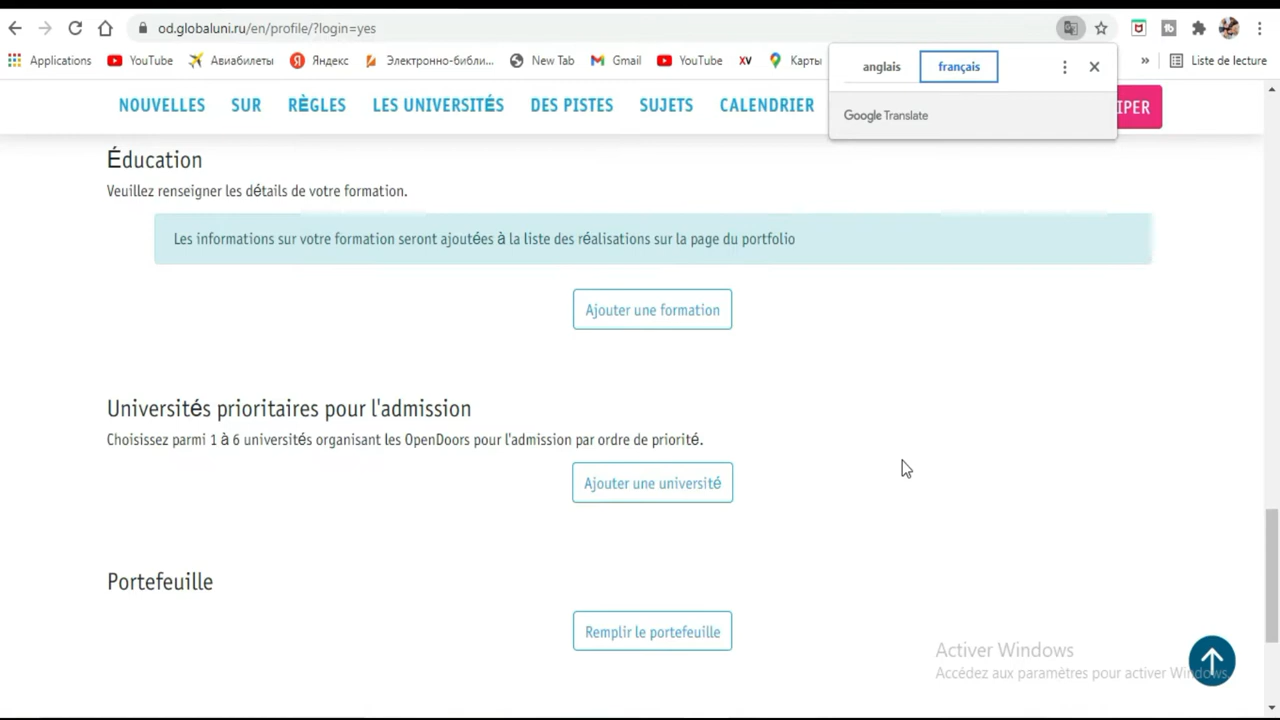 od.globaluni.ru/en/profile/?login=yes
Applications YouTube Авиабилеты Яндекс Электронно-библи... New Tab Gmail YouTube XV Карты » Liste de lecture
anglais français
Google Translate
NOUVELLES SUR RÈGLES LES UNIVERSITÉS DES PISTES SUJETS CALENDRIER IPER
Éducation
Veuillez renseigner les détails de votre formation.
Les informations sur votre formation seront ajoutées à la liste des réalisations sur la page du portfolio
Ajouter une formation
Universités prioritaires pour l'admission
Choisissez parmi 1 à 6 universités organisant les OpenDoors pour l'admission par ordre de priorité.
Ajouter une université
Portefeuille
Remplir le portefeuille
Activer Windows
Accédez aux paramètres pour activer Windows.